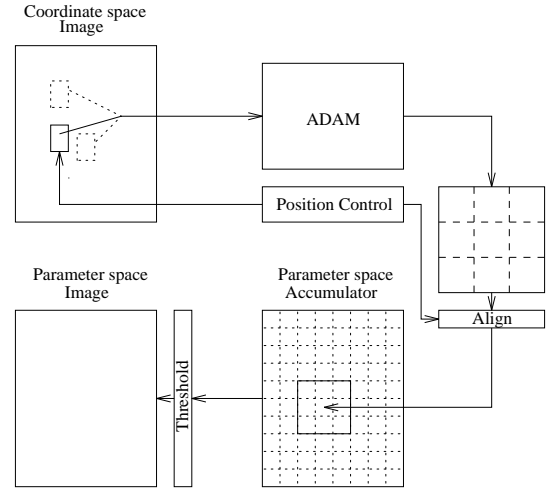 Coordinate space
Image
ADAM
Position Control
Parameter space
Image
Parameter space
Accumulator
Align
Threshold